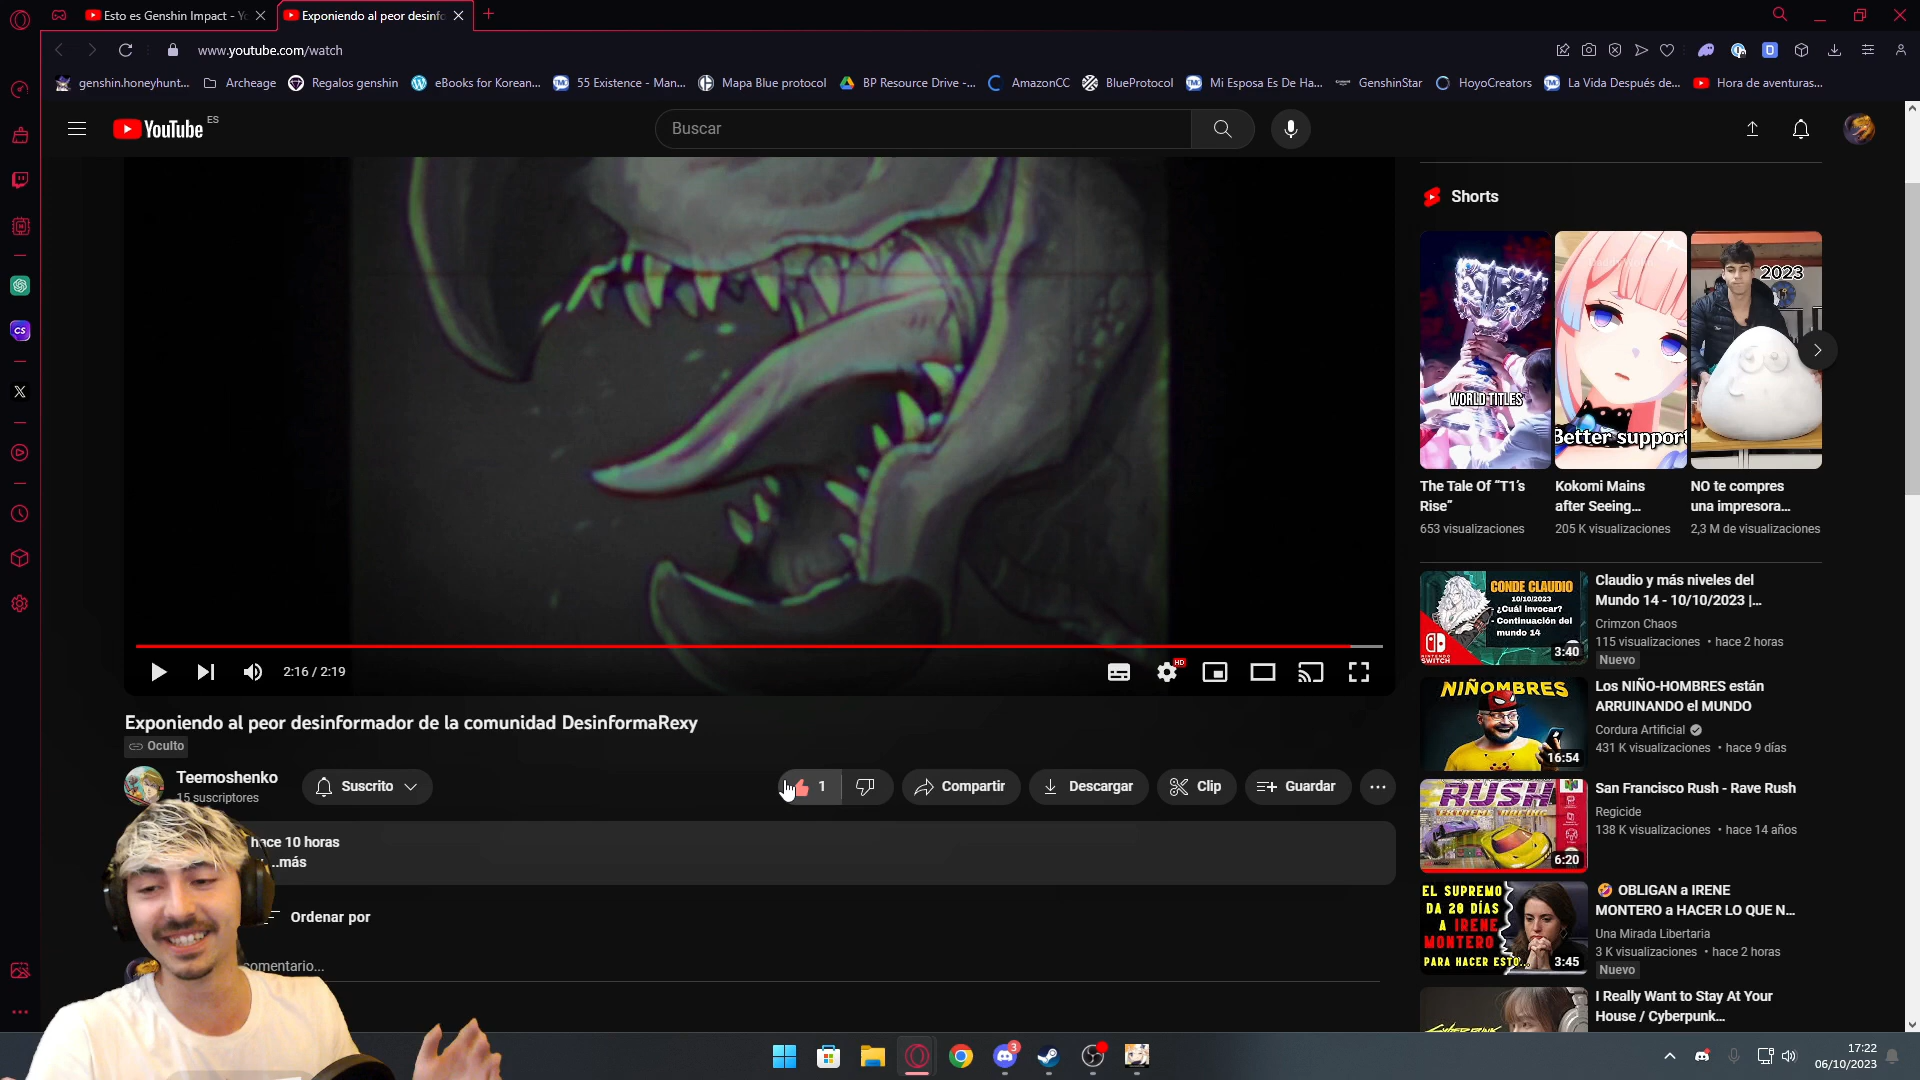 Esto es Genshin Impact - Yo
Exponiendo al peor desinfo
www.youtube.com/watch
genshin.honeyhunt...
Archeage
Regalos genshin
eBooks for Korean...
55 Existence - Man...
Mapa Blue protocol
BP Resource Drive -...
AmazonCC
BlueProtocol
Mi Esposa Es De Ha...
GenshinStar
HoyoCreators
La Vida Después de...
Hora de aventuras...
YouTube
ES
Buscar
Shorts
2023
WORLD TITLES
Better support
The Tale Of “T1’s
Rise”
653 visualizaciones
Kokomi Mains
after Seeing...
205 K visualizaciones
NO te compres
una impresora...
2,3 M de visualizaciones
2:16 / 2:19
HD
Exponiendo al peor desinformador de la comunidad DesinformaRexy
Oculto
Teemoshenko
15 suscriptores
Suscrito
1
Compartir
Descargar
Clip
Guardar
hace 10 horas
...más
Ordenar por
comentario...
CONDE CLAUDIO
10/10/2023
- ¿Cuál invocar?
- Continuación del
mundo 14
NINTENDO
SWITCH
3:40
Claudio y más niveles del
Mundo 14 - 10/10/2023 |...
Crimzon Chaos
115 visualizaciones • hace 2 horas
Nuevo
NIÑOMBRES
16:54
Los NIÑO-HOMBRES están
ARRUINANDO el MUNDO
Cordura Artificial
431 K visualizaciones • hace 9 días
RUSH
EXTREME RACING
6:20
San Francisco Rush - Rave Rush
Regicide
138 K visualizaciones • hace 14 años
EL SUPREMO
DA 20 DÍAS
A IRENE
MONTERO
PARA HACER ESTO...
3:45
🤣 OBLIGAN a IRENE
MONTERO a HACER LO QUE N...
Una Mirada Libertaria
3 K visualizaciones • hace 2 horas
Nuevo
I Really Want to Stay At Your
House / Cyberpunk...
CS
D
3
17:22
06/10/2023